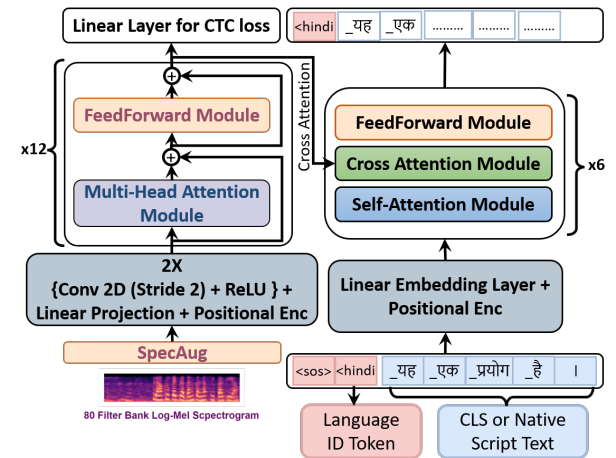 Linear Layer for CTC loss
<hindi _यह _एक ......... ......... .........
FeedForward Module
x12
Multi-Head Attention
Module
Cross Attention
FeedForward Module
Cross Attention Module
Self-Attention Module
x6
2X
{Conv 2D (Stride 2) + ReLU } +
Linear Projection + Positional Enc
Linear Embedding Layer +
Positional Enc
SpecAug
80 Filter Bank Log-Mel Scpectrogram
<sos> <hindi _यह _एक _प्रयोग _है ।
Language
ID Token
CLS or Native
Script Text